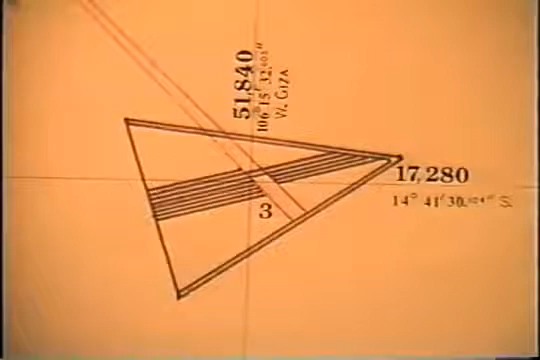 51,840
106° 15' 32.
W. GIZA
17,280
14° 41' 30. S.
3